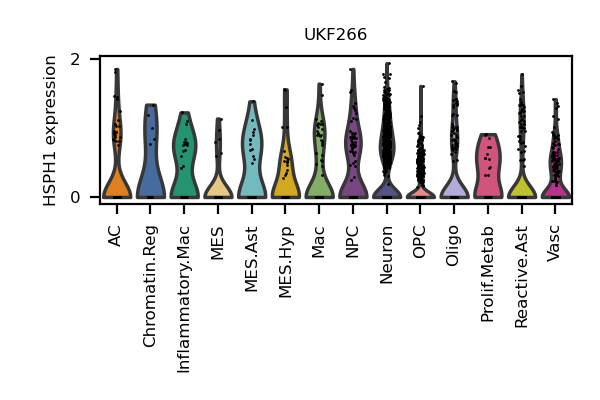 UKF266
HSPH1 expression
2
0
AC
Chromatin.Reg
Inflammatory.Mac
MES
MES.Ast
MES.Hyp
Mac
NPC
Neuron
OPC
Oligo
Prolif.Metab
Reactive.Ast
Vasc